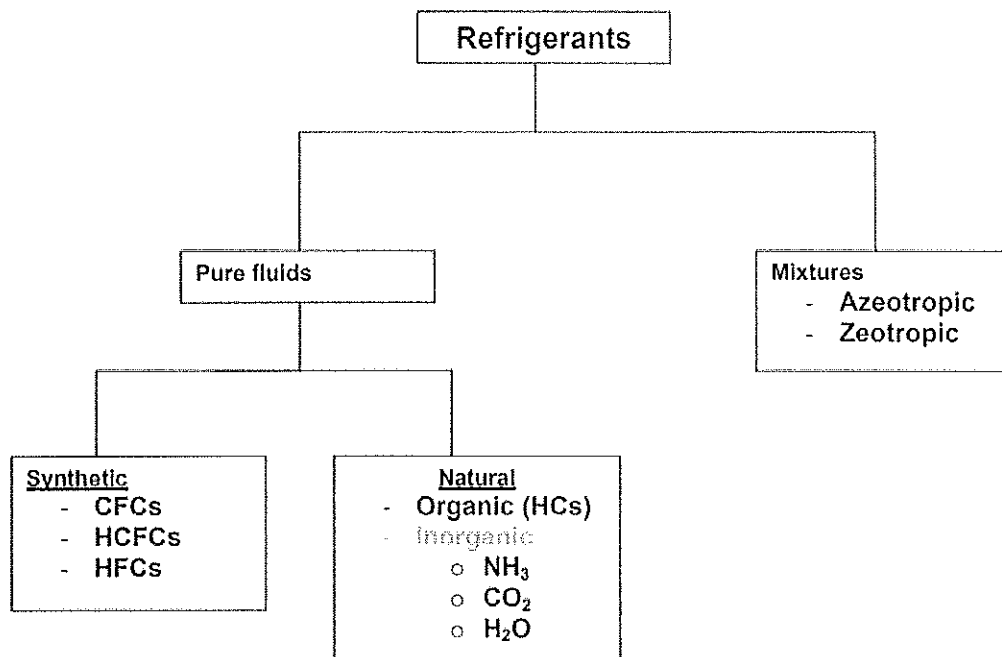 Refrigerants
Pure fluids
Mixtures
- Azeotropic
- Zeotropic
Synthetic
- CFCs
- HCFCs
- HFCs
Natural
- Organic (HCs)
- Inorganic
o NH₃
o CO₂
o H₂O